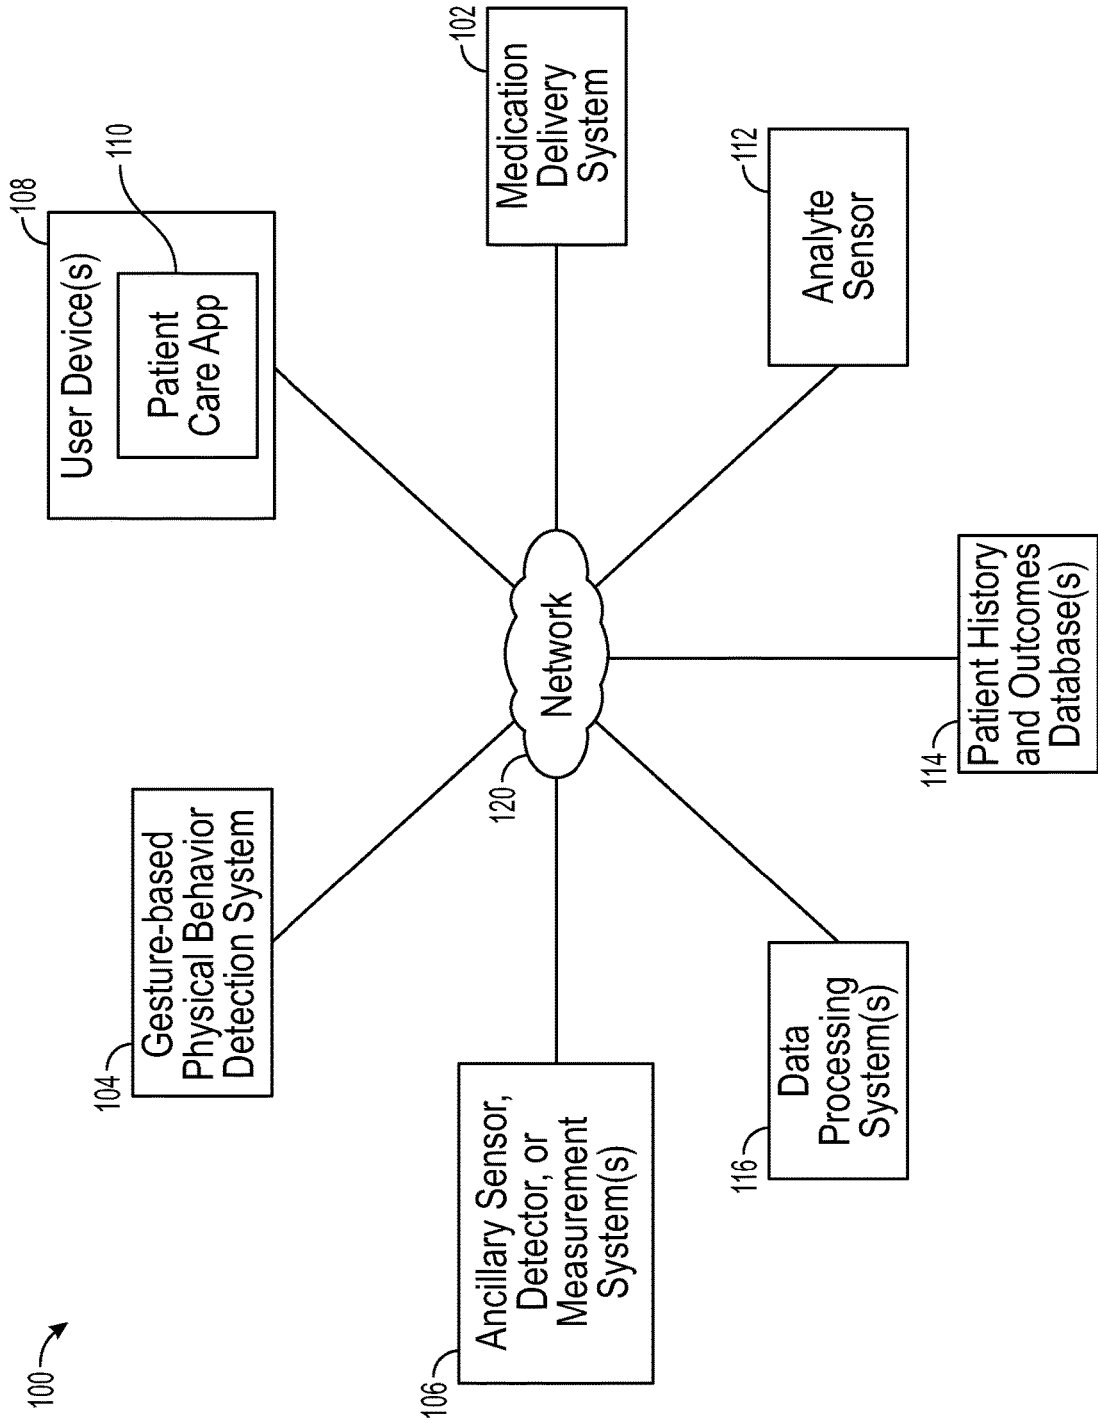 100
108
User Device(s)
110
Patient
Care App
104
Gesture-based
Physical Behavior
Detection System
102
Medication
Delivery
System
120
Network
106
Ancillary Sensor,
Detector, or
Measurement
System(s)
112
Analyte
Sensor
116
Data
Processing
System(s)
114
Patient History
and Outcomes
Database(s)